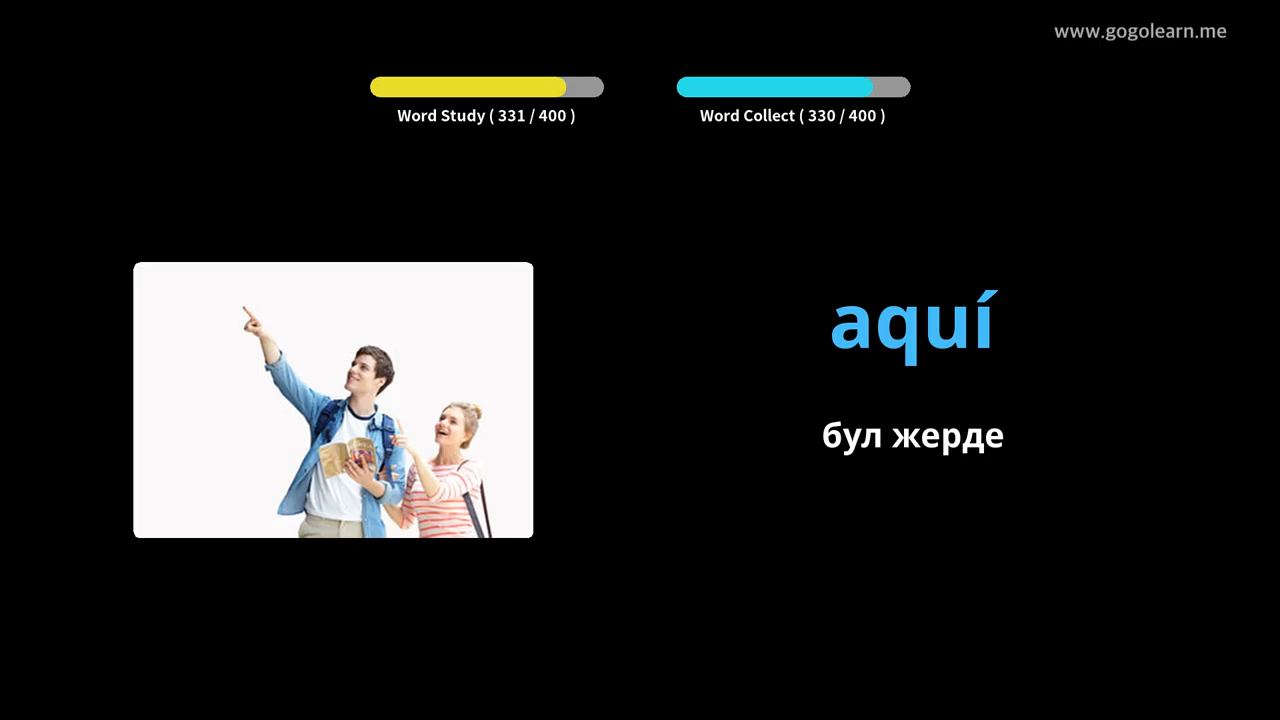 www.gogolearn.me
Word Study ( 331 / 400 )
Word Collect ( 330 / 400 )
aquí
бул жерде